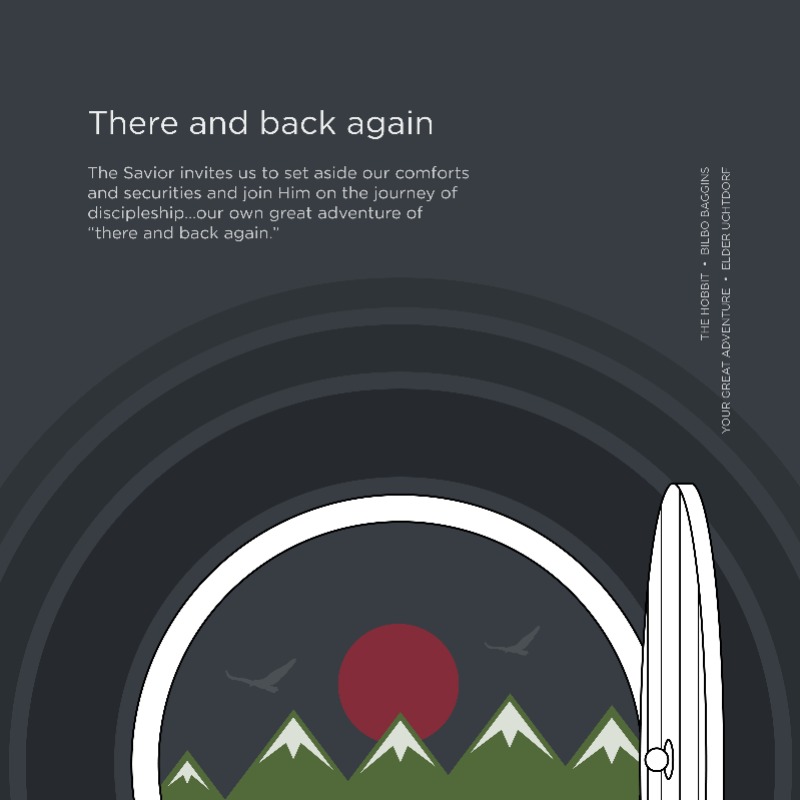 There and back again
The Savior invites us to set aside our comforts
and securities and join Him on the journey of
discipleship...our own great adventure of
“there and back again.”
THE HOBBIT • BILBO BAGGINS
YOUR GREAT ADVENTURE • ELDER UCHTDORF